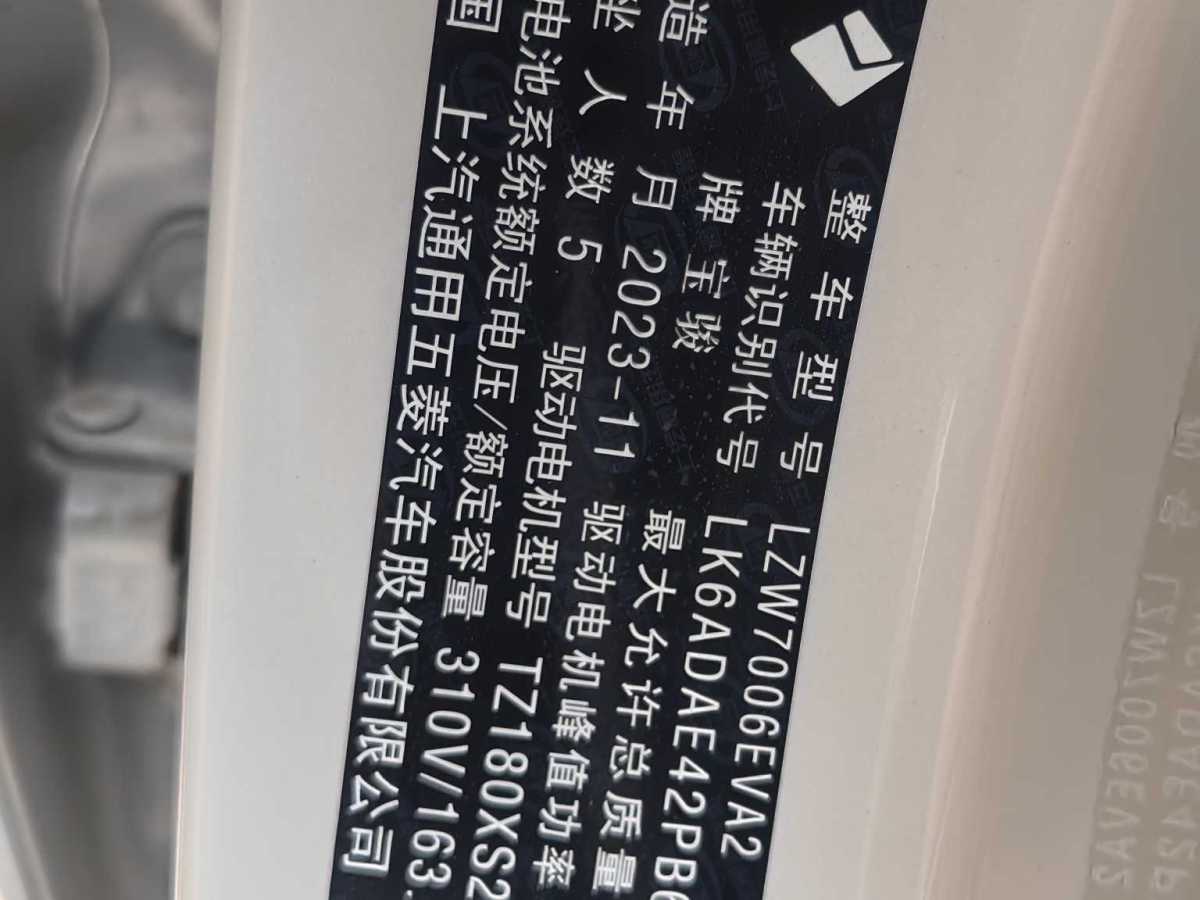 整车型号 LZW7006EVA2
车辆识别代号 LK6ADAE42PB6
牌 宝骏 最大允许总质量
造年月 2023-11 驱动电机峰值功率
坐人数 5 驱动电机型号 TZ180XS2
电池系统额定电压/额定容量 310V/163.
国 上汽通用五菱汽车股份有限公司